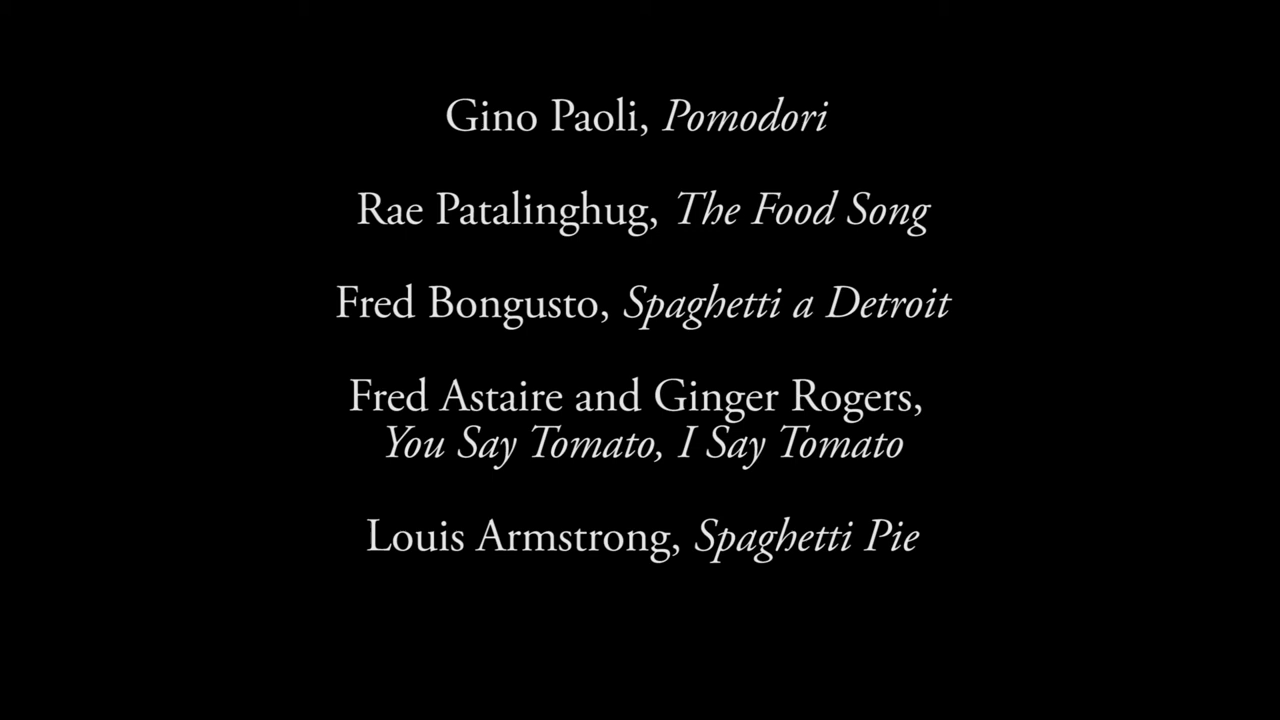 Gino Paoli, Pomodori
Rae Patalinghug, The Food Song
Fred Bongusto, Spaghetti a Detroit
Fred Astaire and Ginger Rogers,
You Say Tomato, I Say Tomato
Louis Armstrong, Spaghetti Pie